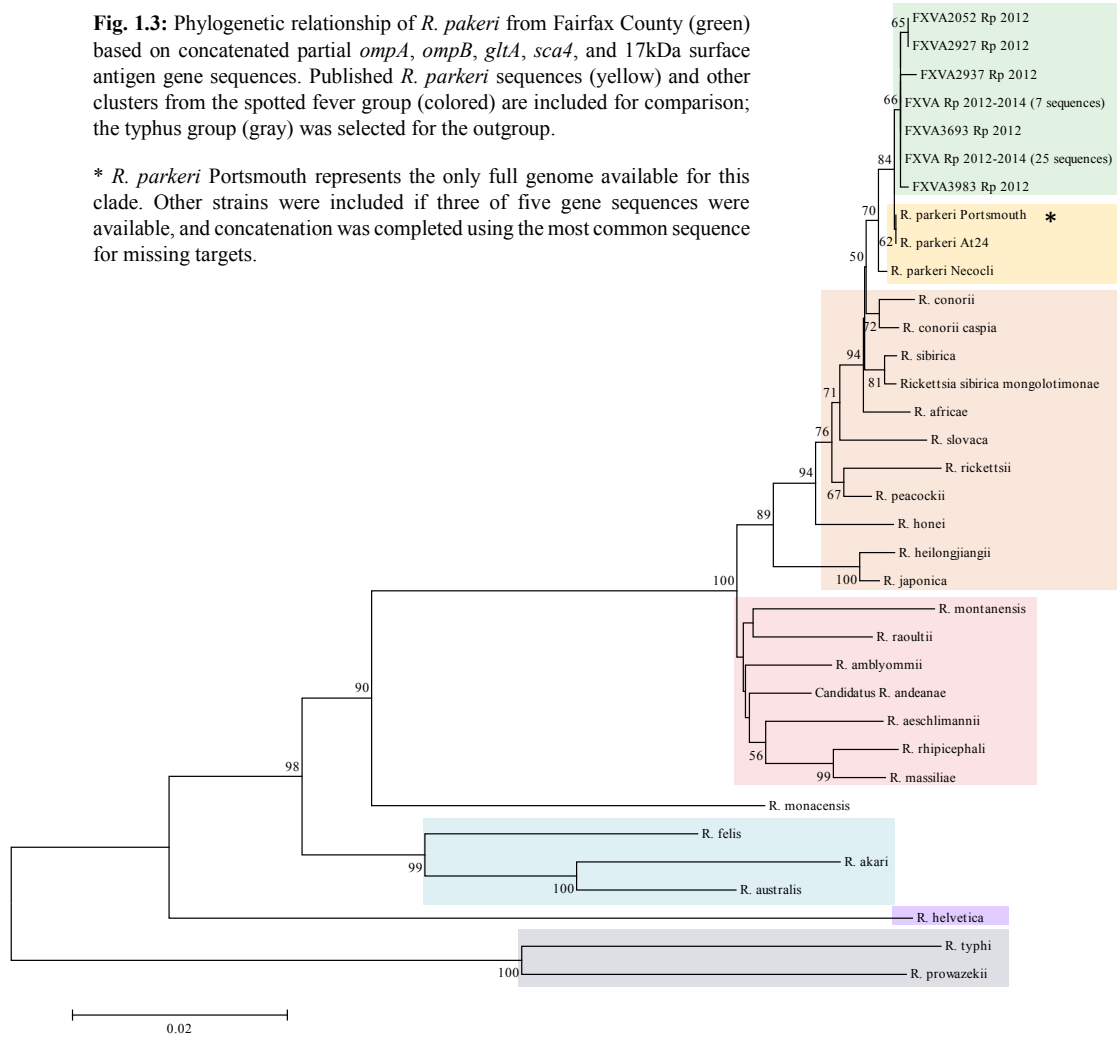 Fig. 1.3: Phylogenetic relationship of R. pakeri from Fairfax County (green)
based on concatenated partial ompA, ompB, gltA, sca4, and 17kDa surface
antigen gene sequences. Published R. parkeri sequences (yellow) and other
clusters from the spotted fever group (colored) are included for comparison;
the typhus group (gray) was selected for the outgroup.
* R. parkeri Portsmouth represents the only full genome available for this
clade. Other strains were included if three of five gene sequences were
available, and concatenation was completed using the most common sequence
for missing targets.
65
FXVA2052 Rp 2012
FXVA2927 Rp 2012
FXVA2937 Rp 2012
66
FXVA Rp 2012-2014 (7 sequences)
FXVA3693 Rp 2012
84
FXVA Rp 2012-2014 (25 sequences)
FXVA3983 Rp 2012
70
R. parkeri Portsmouth *
62
R. parkeri At24
50
R. parkeri Necocli
R. conorii
72
R. conorii caspia
94
R. sibirica
81
Rickettsia sibirica mongolotimonae
71
R. africae
76
R. slovaca
94
R. rickettsii
67
R. peacockii
89
R. honei
R. heilongjiangii
100
100
R. japonica
R. montanensis
R. raoultii
R. amblyommii
90
Candidatus R. andeanae
R. aeschlimannii
56
R. rhipicephali
98
99
R. massiliae
R. monacensis
R. felis
99
R. akari
100
R. australis
R. helvetica
R. typhi
100
R. prowazekii
0.02